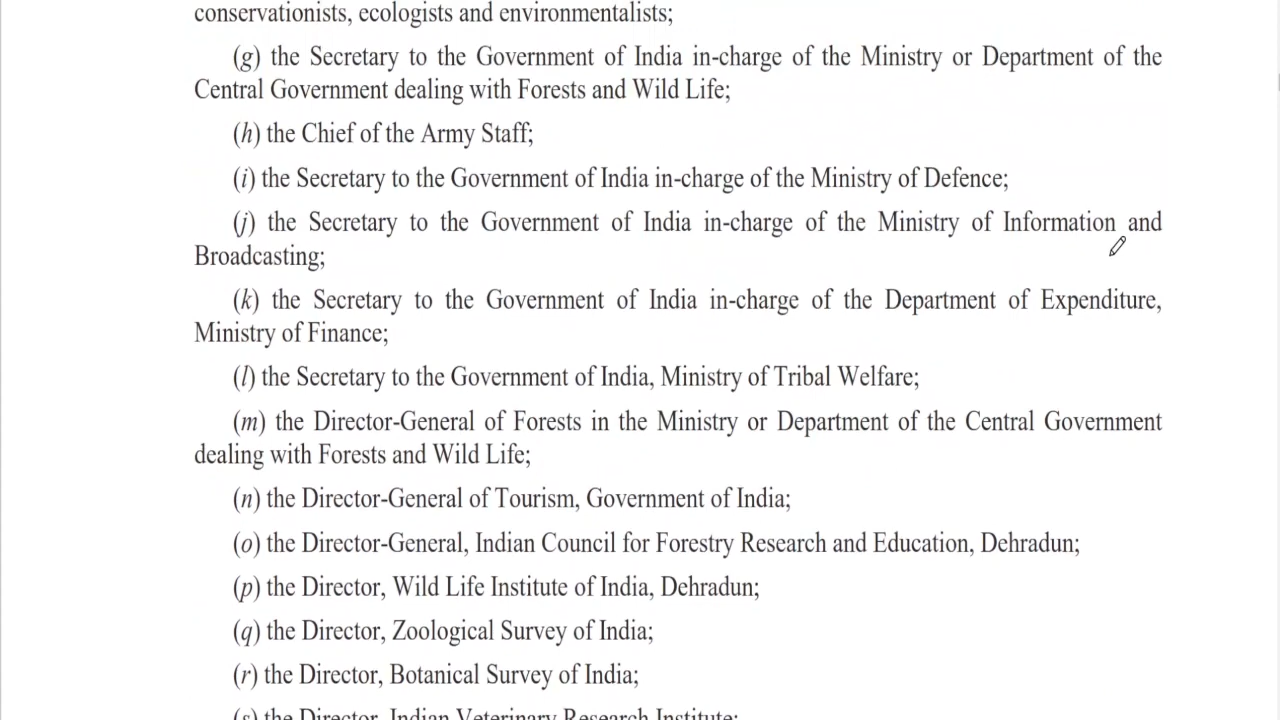 conservationists, ecologists and environmentalists;
(g) the Secretary to the Government of India in-charge of the Ministry or Department of the
Central Government dealing with Forests and Wild Life;
(h) the Chief of the Army Staff;
(i) the Secretary to the Government of India in-charge of the Ministry of Defence;
(j) the Secretary to the Government of India in-charge of the Ministry of Information and
Broadcasting;
(k) the Secretary to the Government of India in-charge of the Department of Expenditure,
Ministry of Finance;
(l) the Secretary to the Government of India, Ministry of Tribal Welfare;
(m) the Director-General of Forests in the Ministry or Department of the Central Government
dealing with Forests and Wild Life;
(n) the Director-General of Tourism, Government of India;
(o) the Director-General, Indian Council for Forestry Research and Education, Dehradun;
(p) the Director, Wild Life Institute of India, Dehradun;
(q) the Director, Zoological Survey of India;
(r) the Director, Botanical Survey of India;
(s) the Director, Indian Veterinary Research Institute;